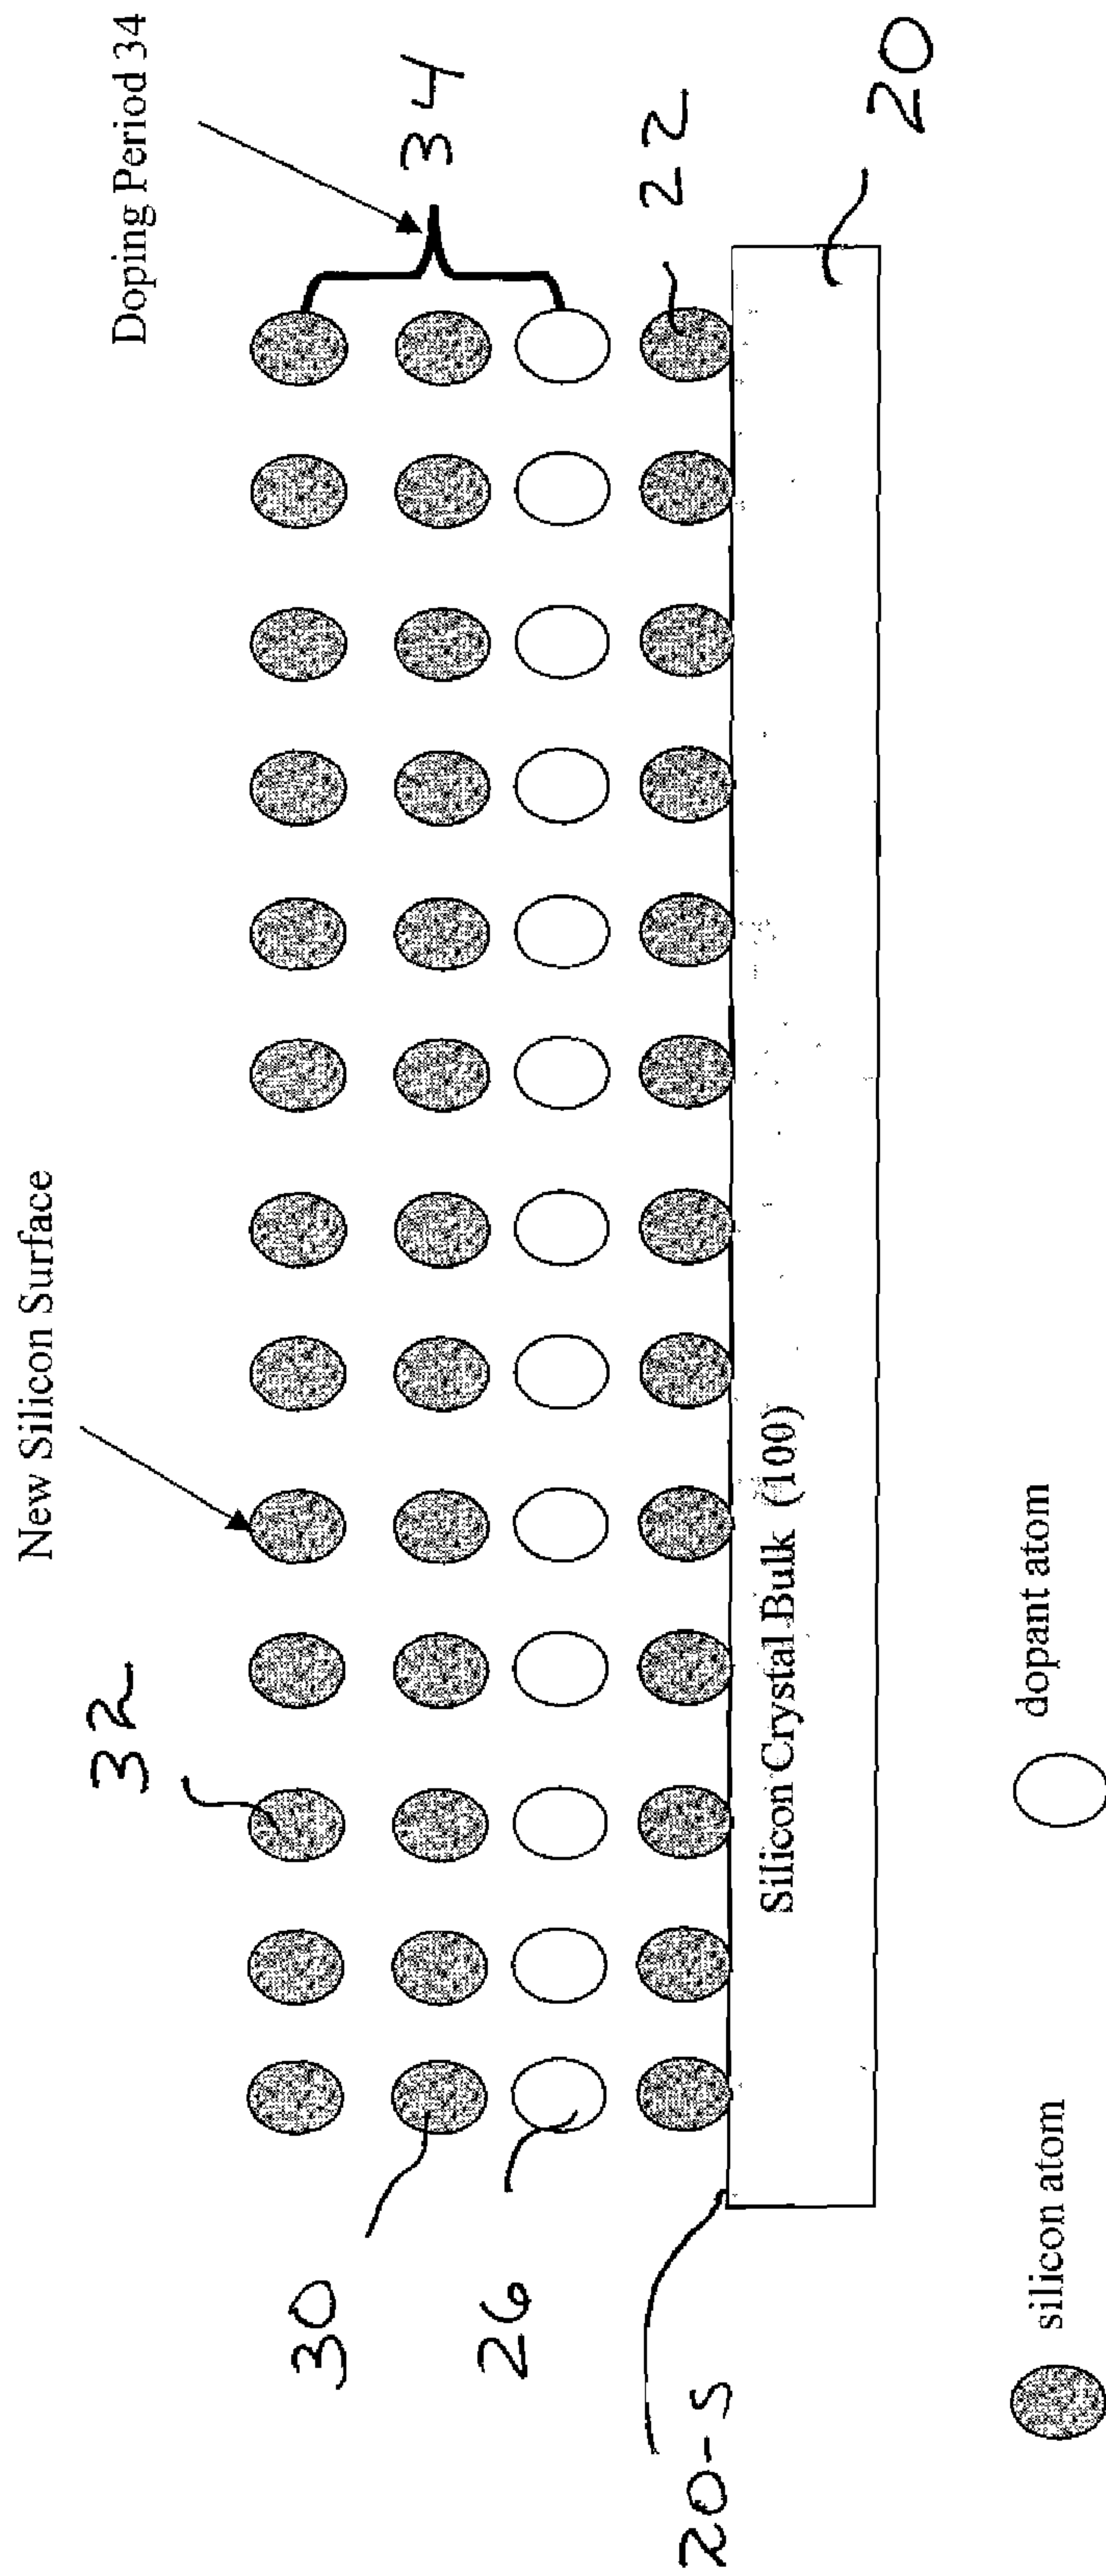 New Silicon Surface
Doping Period 34
32
34
30
26
22
20-S
Silicon Crystal Bulk (100)
20
silicon atom
dopant atom